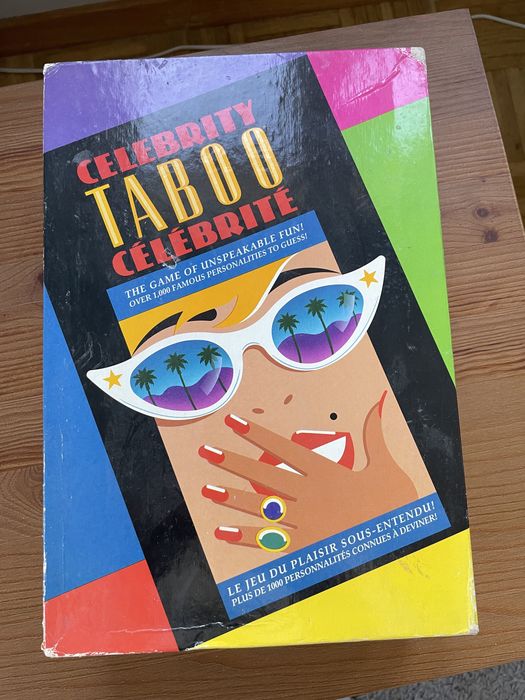 CELEBRITY
TABOO
CÉLÉBRITÉ
THE GAME OF UNSPEAKABLE FUN!
OVER 1,000 FAMOUS PERSONALITIES TO GUESS!
LE JEU DU PLAISIR SOUS-ENTENDU!
PLUS DE 1000 PERSONNALITÉS CONNUES À DEVINER!